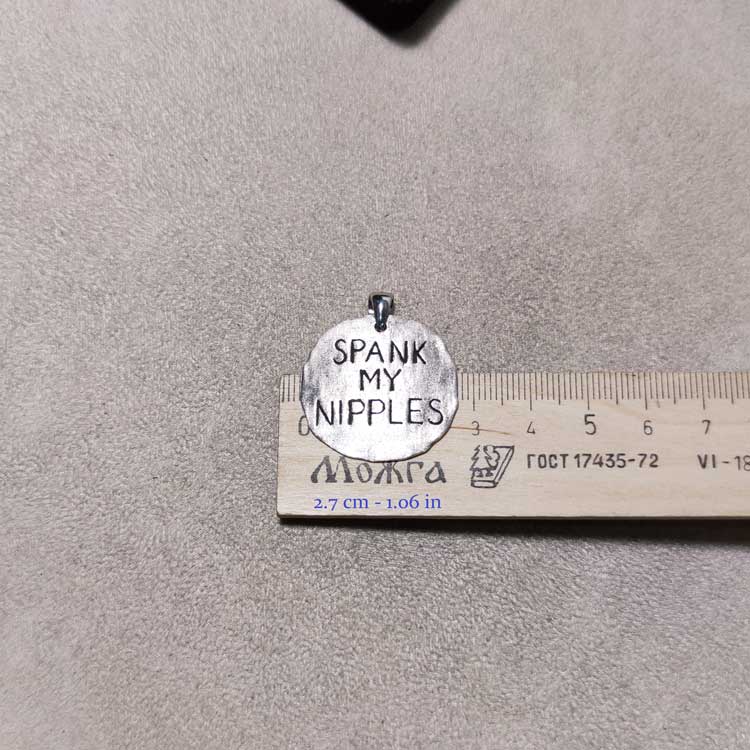 SPANK
MY
NIPPLES
0 3 4 5 6 7
Можга
ГОСТ 17435-72 VI-18
2.7 cm - 1.06 in